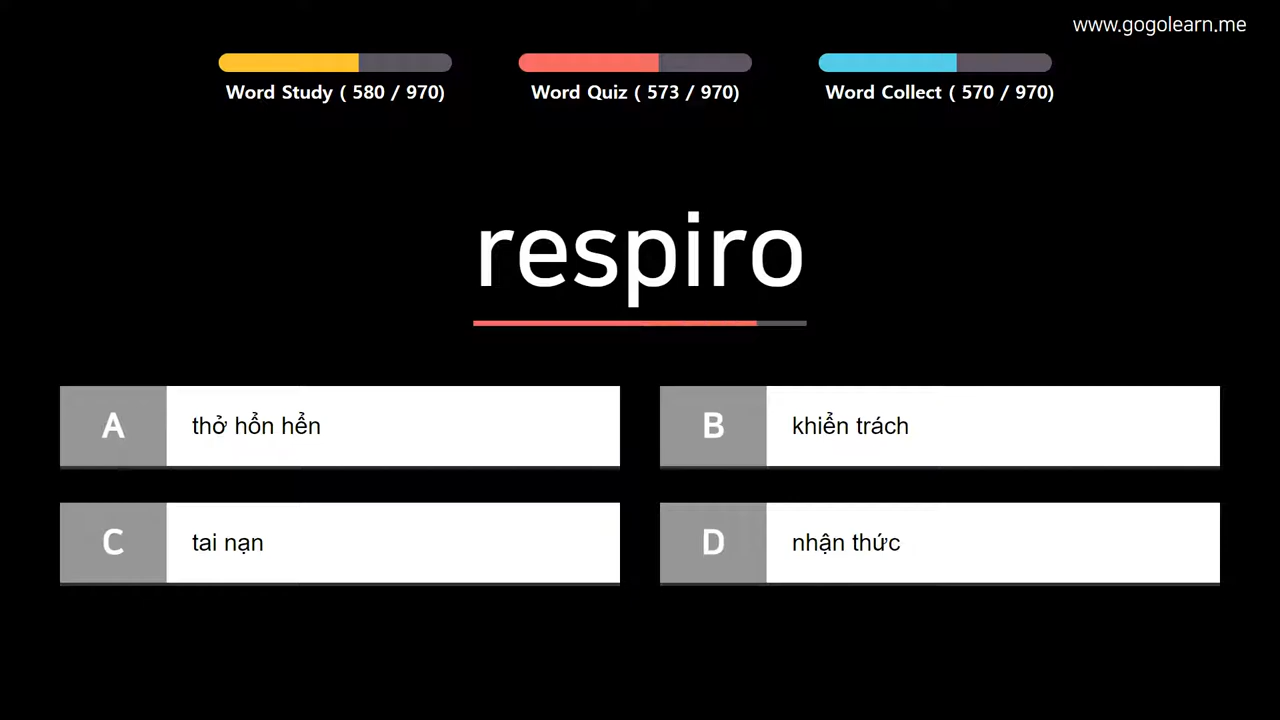 www.gogolearn.me
Word Study ( 580 / 970)
Word Quiz ( 573 / 970)
Word Collect ( 570 / 970)
respiro
A thở hổn hển
B khiển trách
C tai nạn
D nhận thức